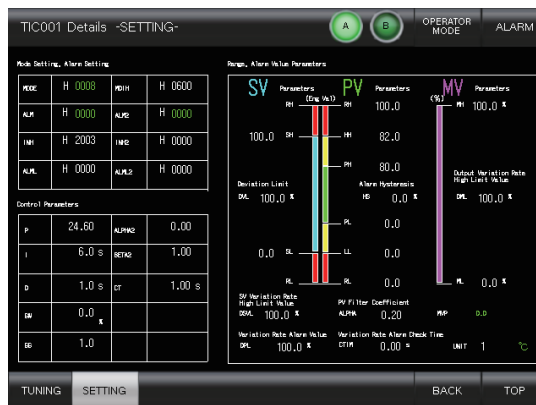 TIC001 Details -SETTING-
A
B
OPERATOR MODE
ALARM
Mode Setting, Alarm Setting
MODE H 0008 MDIH H 0600
ALM H 0000 ALM2 H 0000
INH H 2003 INH2 H 0000
ALML H 0000 ALML2 H 0000
Control Parameters
P 24.60 ALPHA2 0.00
I 6.0 s BETA2 1.00
D 1.0 s CT 1.00 s
GW 0.0 %
GG 1.0
Range, Alarm Value Parameters
SV Parameters PV Parameters MV Parameters
(Eng Val) (%)
RH RH 100.0 MH 100.0 %
100.0 SH HH 82.0
PH 80.0
Deviation Limit Alarm Hysteresis Output Variation Rate High Limit Value
DVL 100.0 % HS 0.0 % DML 100.0 %
PL 0.0
0.0 SL LL 0.0
RL RL 0.0 ML 0.0 %
SV Variation Rate High Limit Value PV Filter Coefficient
DSVL 100.0 % ALPHA 0.20 MVP 0.0
Variation Rate Alarm Value Variation Rate Alarm Check Time
DPL 100.0 % CTIM 0.00 s UNIT 1 °C
TUNING SETTING BACK TOP